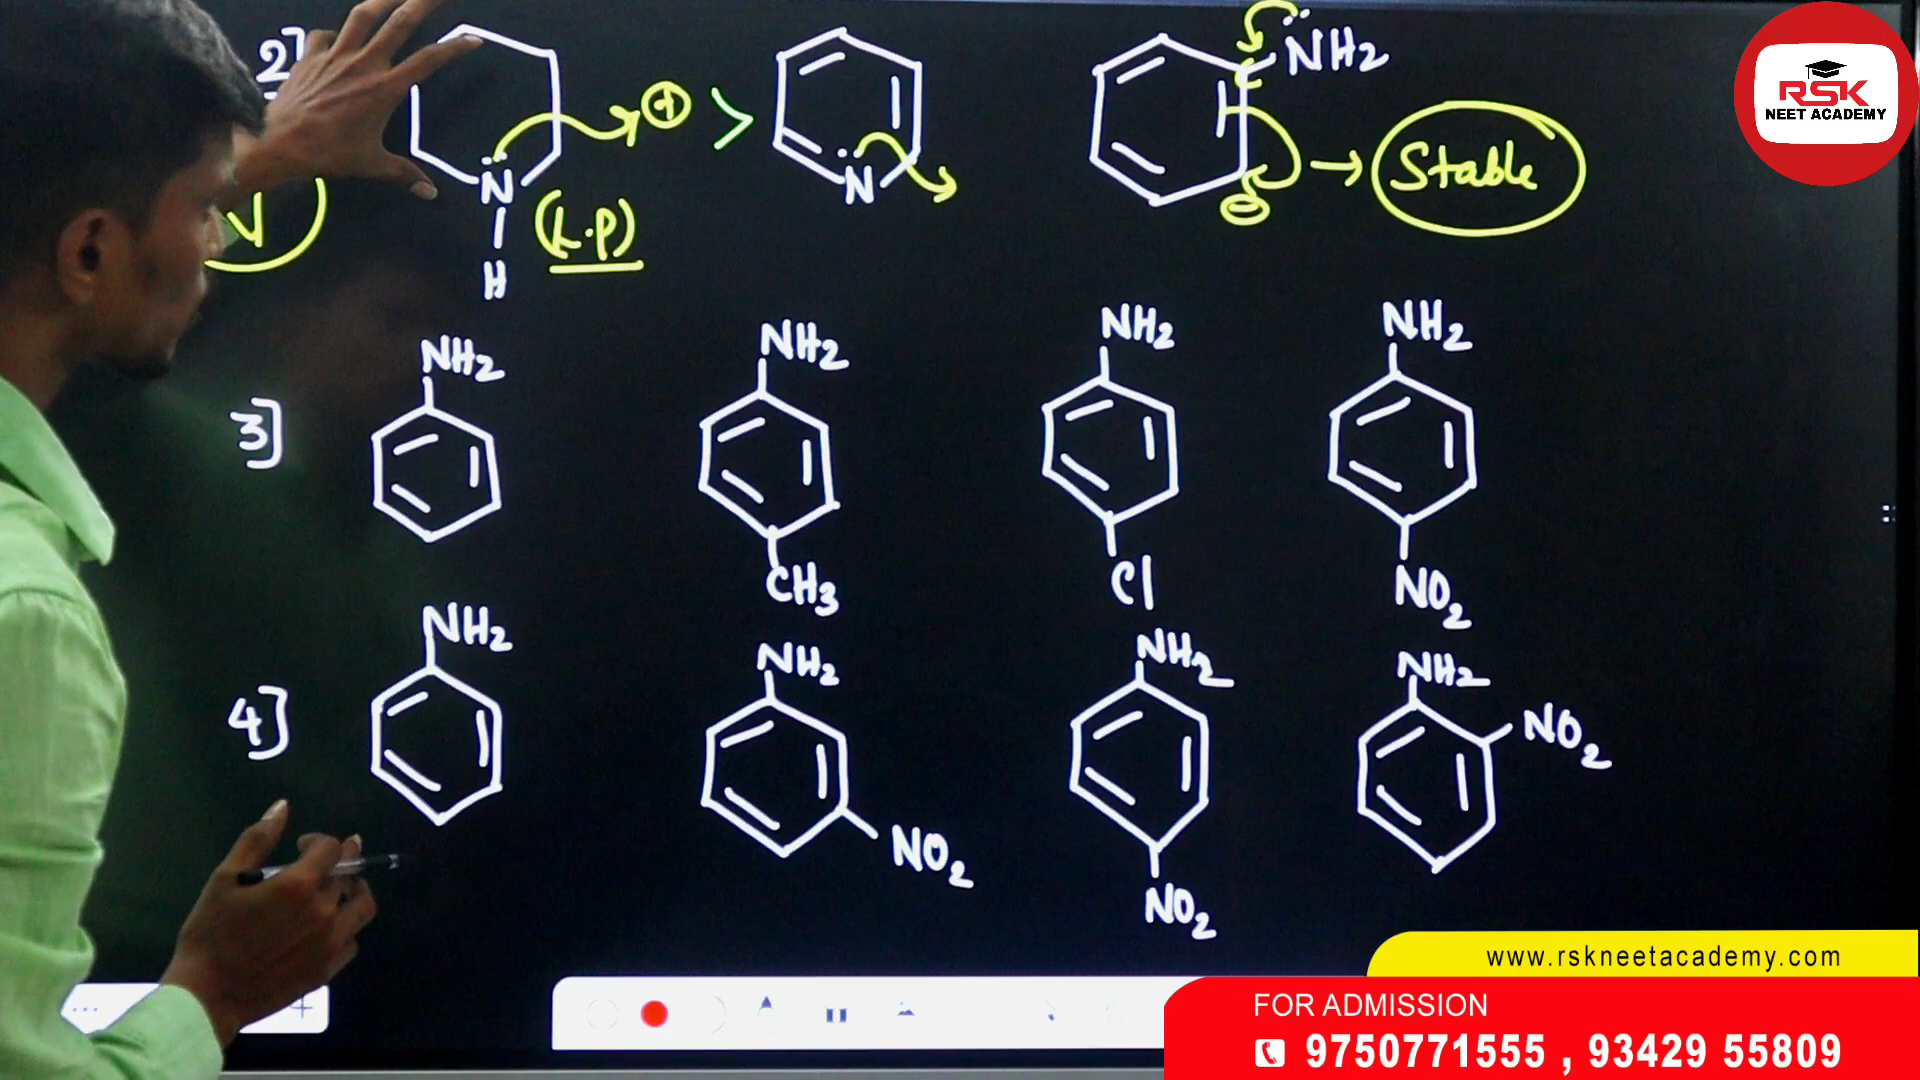 2]
N
H
(l.p)
+
>
N
NH2
⊖
→ Stable
V
RSK
NEET ACADEMY
3]
NH2
NH2
CH3
NH2
Cl
NH2
NO2
4]
NH2
NH2
NO2
NH2
NO2
NH2
NO2
www.rskneetacademy.com
FOR ADMISSION
9750771555 , 93429 55809